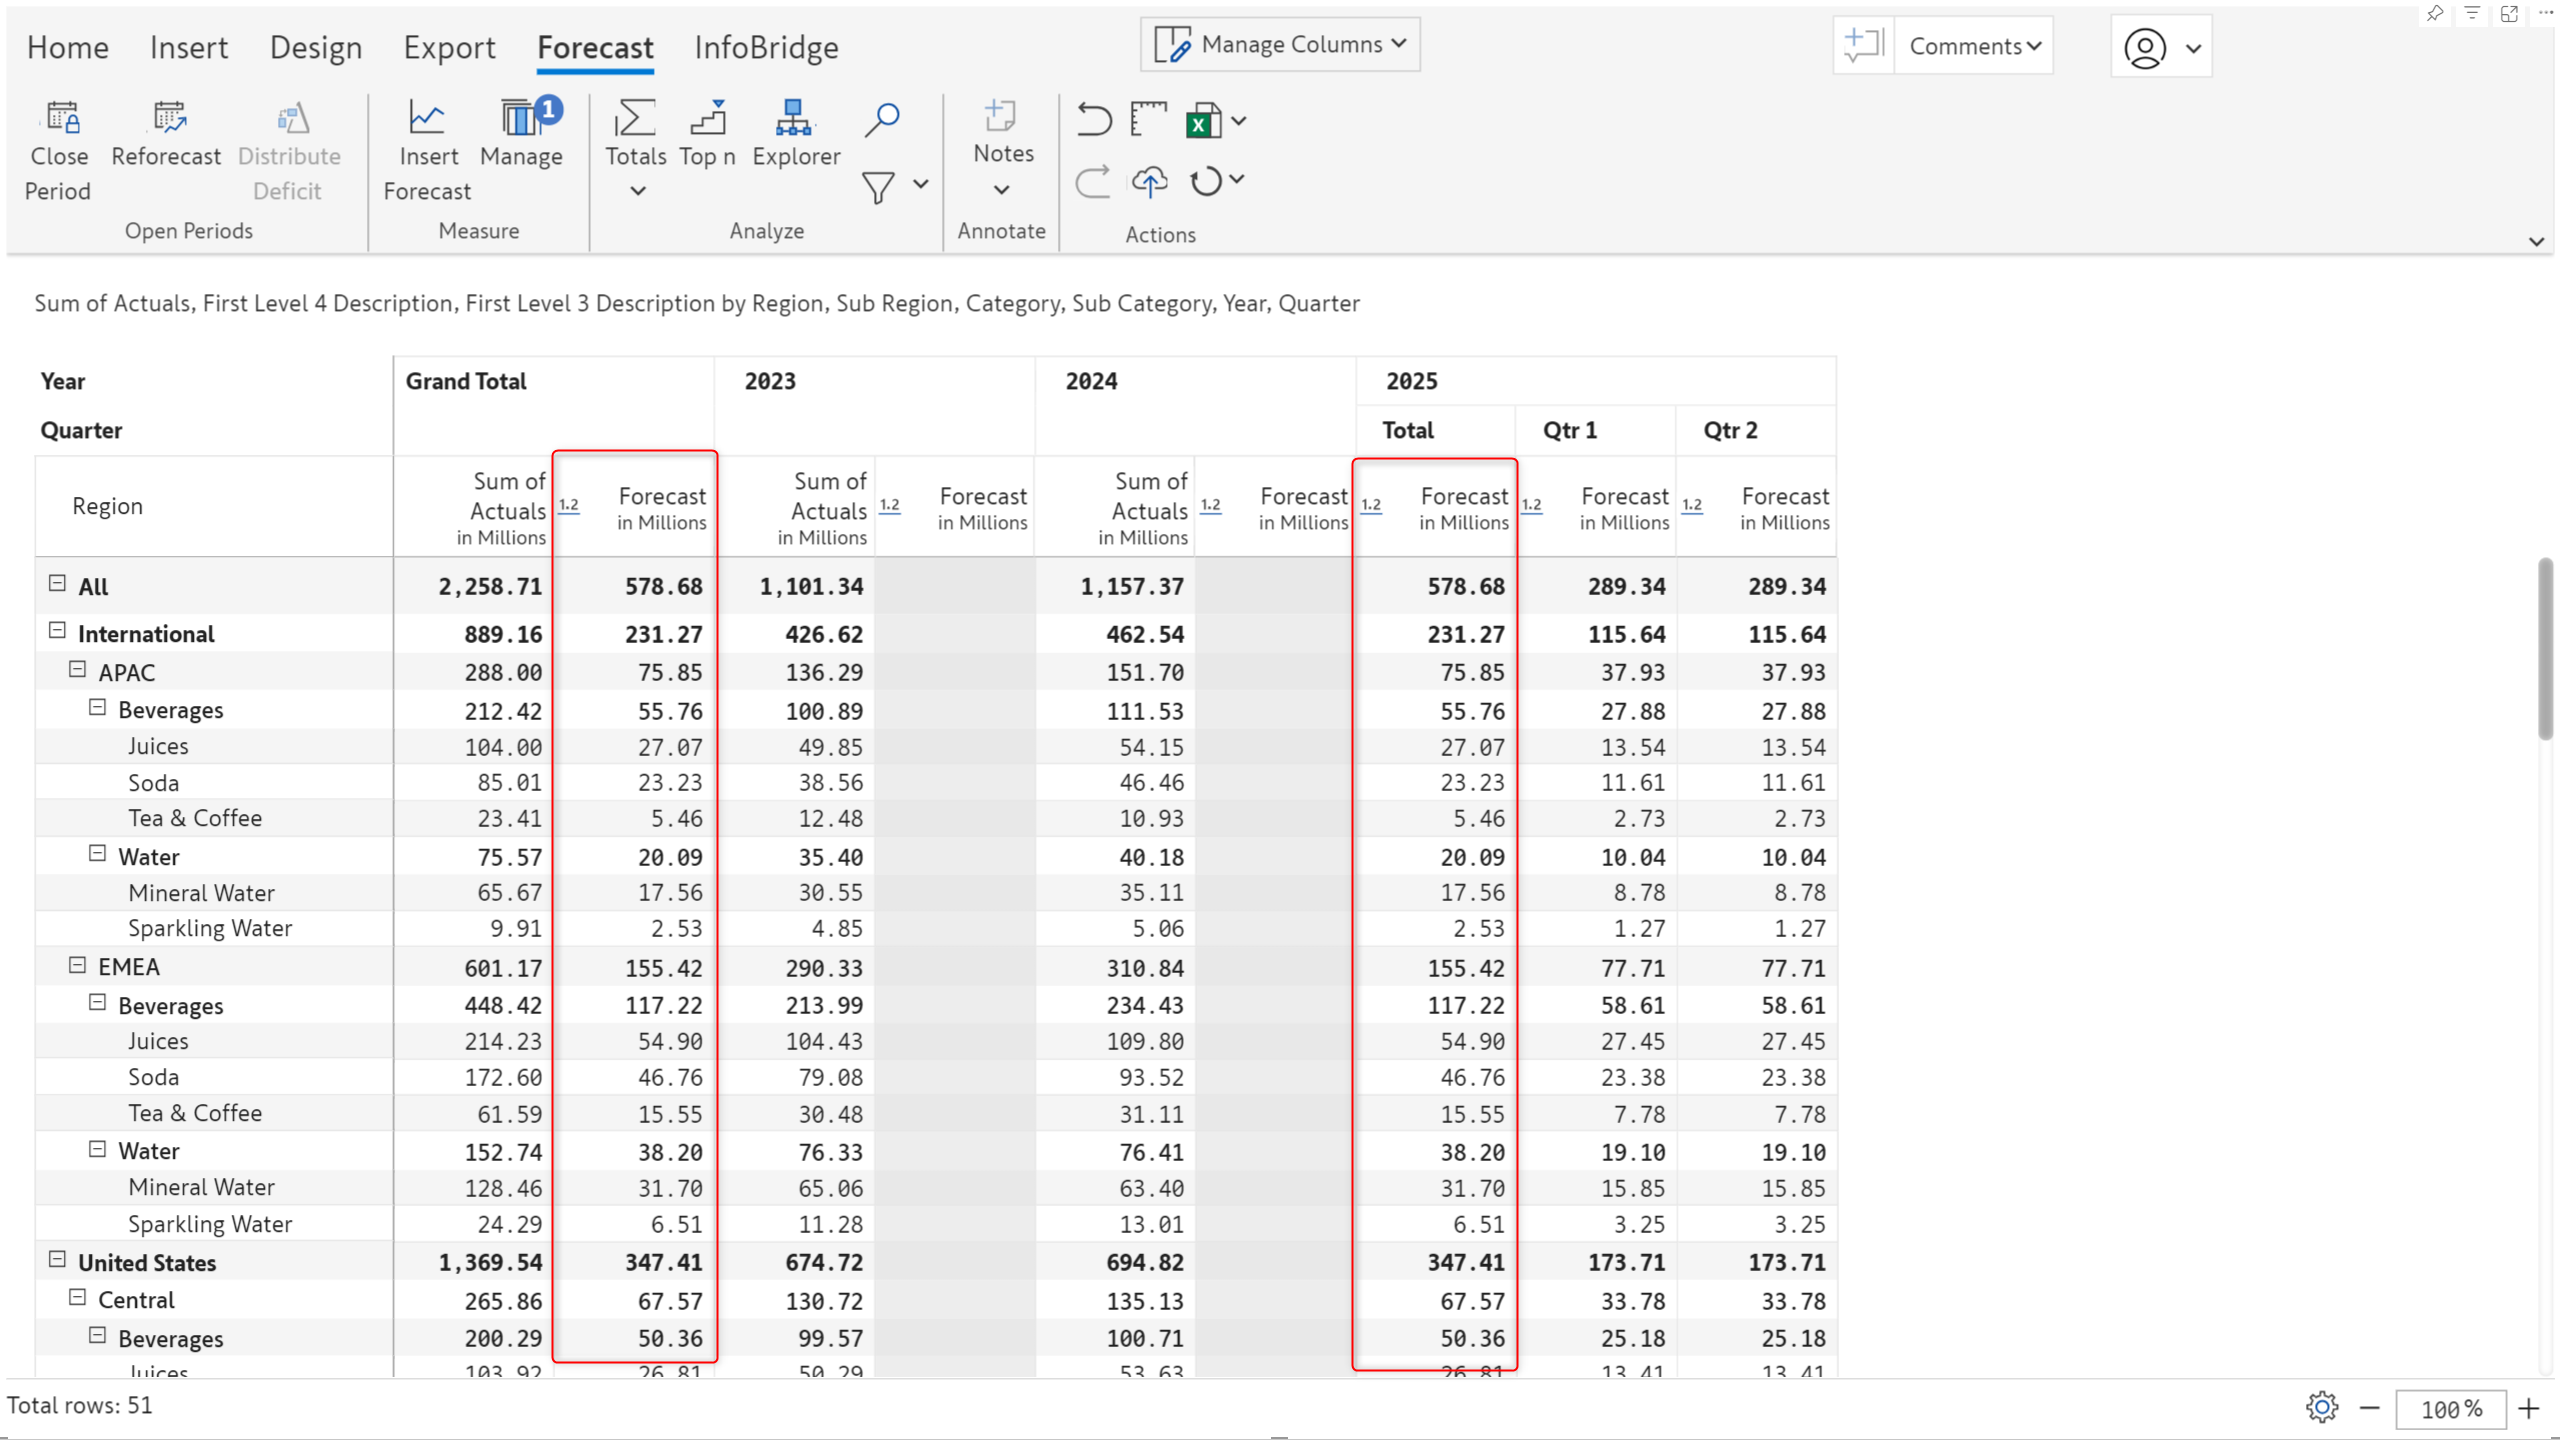 Home Insert Design Export Forecast InfoBridge Manage Columns Comments
1
Close Period Reforecast Distribute Deficit Insert Forecast Manage Totals Top n Explorer Notes
Open Periods Measure Analyze Annotate Actions
Sum of Actuals, First Level 4 Description, First Level 3 Description by Region, Sub Region, Category, Sub Category, Year, Quarter
Year Grand Total 2023 2024 2025
Quarter Total Qtr 1 Qtr 2
Region Sum of Actuals in Millions 1.2 Forecast in Millions Sum of Actuals in Millions 1.2 Forecast in Millions Sum of Actuals in Millions 1.2 Forecast in Millions 1.2 Forecast in Millions 1.2 Forecast in Millions 1.2 Forecast in Millions
All 2,258.71 578.68 1,101.34 1,157.37 578.68 289.34 289.34
International 889.16 231.27 426.62 462.54 231.27 115.64 115.64
APAC 288.00 75.85 136.29 151.70 75.85 37.93 37.93
Beverages 212.42 55.76 100.89 111.53 55.76 27.88 27.88
Juices 104.00 27.07 49.85 54.15 27.07 13.54 13.54
Soda 85.01 23.23 38.56 46.46 23.23 11.61 11.61
Tea & Coffee 23.41 5.46 12.48 10.93 5.46 2.73 2.73
Water 75.57 20.09 35.40 40.18 20.09 10.04 10.04
Mineral Water 65.67 17.56 30.55 35.11 17.56 8.78 8.78
Sparkling Water 9.91 2.53 4.85 5.06 2.53 1.27 1.27
EMEA 601.17 155.42 290.33 310.84 155.42 77.71 77.71
Beverages 448.42 117.22 213.99 234.43 117.22 58.61 58.61
Juices 214.23 54.90 104.43 109.80 54.90 27.45 27.45
Soda 172.60 46.76 79.08 93.52 46.76 23.38 23.38
Tea & Coffee 61.59 15.55 30.48 31.11 15.55 7.78 7.78
Water 152.74 38.20 76.33 76.41 38.20 19.10 19.10
Mineral Water 128.46 31.70 65.06 63.40 31.70 15.85 15.85
Sparkling Water 24.29 6.51 11.28 13.01 6.51 3.25 3.25
United States 1,369.54 347.41 674.72 694.82 347.41 173.71 173.71
Central 265.86 67.57 130.72 135.13 67.57 33.78 33.78
Beverages 200.29 50.36 99.57 100.71 50.36 25.18 25.18
Juices 103.92 26.81 50.29 53.63 26.81 13.41 13.41
Total rows: 51 100 %